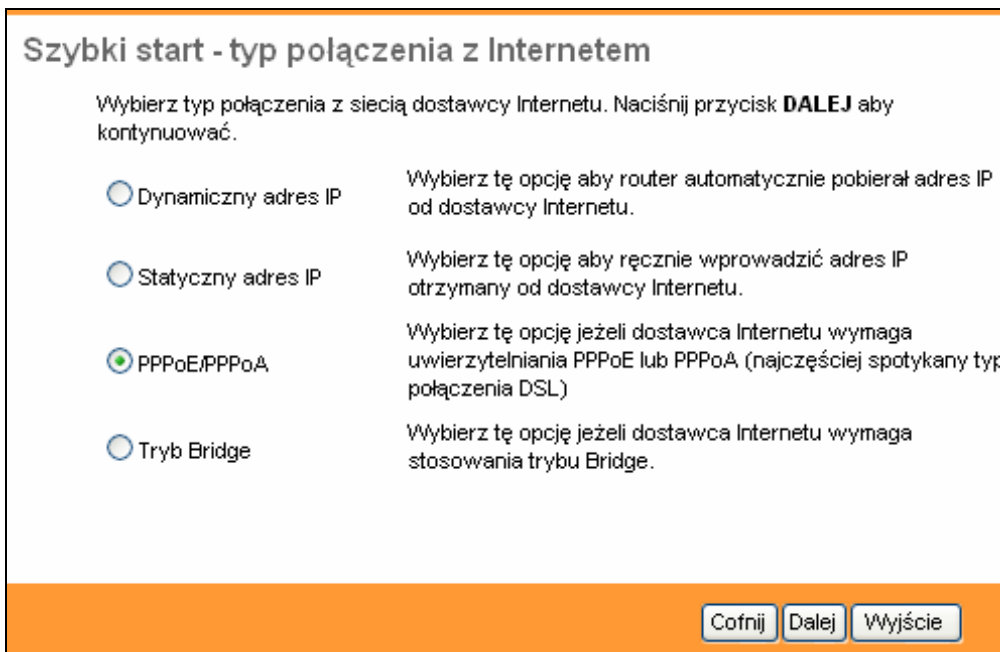 Szybki start - typ połączenia z Internetem
Wybierz typ połączenia z siecią dostawcy Internetu. Naciśnij przycisk DALEJ aby
kontynuować.
Dynamiczny adres IP
Wybierz tę opcję aby router automatycznie pobierał adres IP
od dostawcy Internetu.
Statyczny adres IP
Wybierz tę opcję aby ręcznie wprowadzić adres IP
otrzymany od dostawcy Internetu.
PPPoE/PPPoA
Wybierz tę opcję jeżeli dostawca Internetu wymaga
uwierzytelniania PPPoE lub PPPoA (najczęściej spotykany typ
połączenia DSL)
Tryb Bridge
Wybierz tę opcję jeżeli dostawca Internetu wymaga
stosowania trybu Bridge.
Cofnij Dalej Wyjście